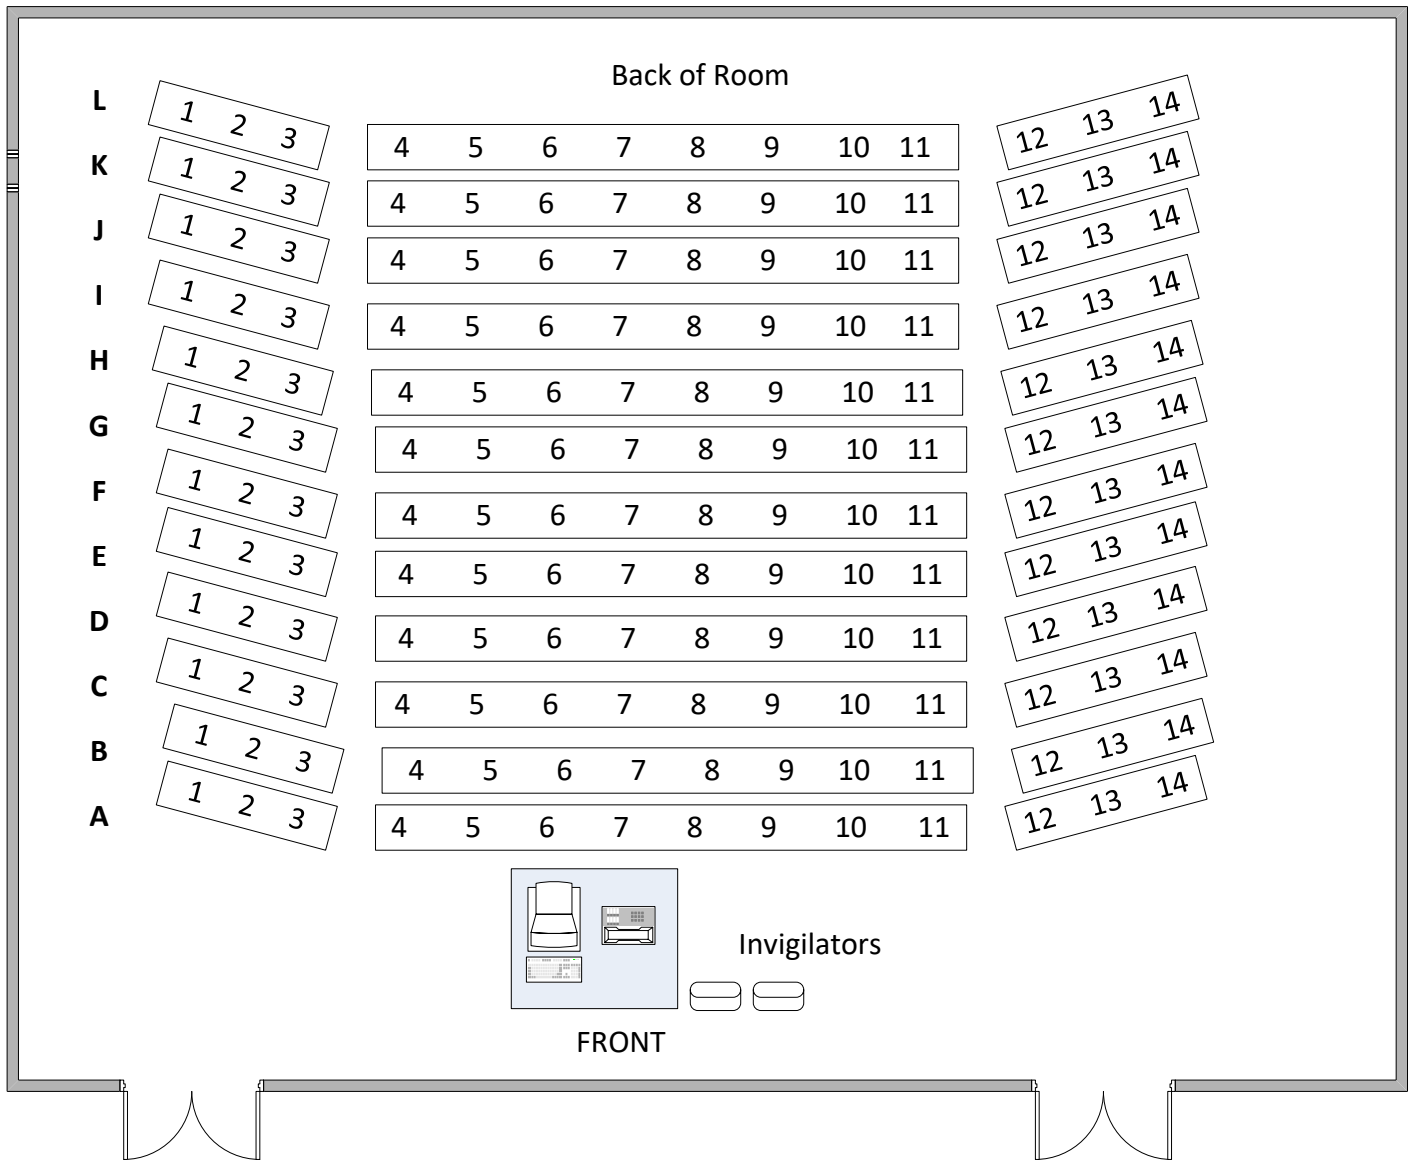 Back of Room
L 1 2 3 4 5 6 7 8 9 10 11 12 13 14
K 1 2 3 4 5 6 7 8 9 10 11 12 13 14
J 1 2 3 4 5 6 7 8 9 10 11 12 13 14
I 1 2 3 4 5 6 7 8 9 10 11 12 13 14
H 1 2 3 4 5 6 7 8 9 10 11 12 13 14
G 1 2 3 4 5 6 7 8 9 10 11 12 13 14
F 1 2 3 4 5 6 7 8 9 10 11 12 13 14
E 1 2 3 4 5 6 7 8 9 10 11 12 13 14
D 1 2 3 4 5 6 7 8 9 10 11 12 13 14
C 1 2 3 4 5 6 7 8 9 10 11 12 13 14
B 1 2 3 4 5 6 7 8 9 10 11 12 13 14
A 1 2 3 4 5 6 7 8 9 10 11 12 13 14
Invigilators
FRONT